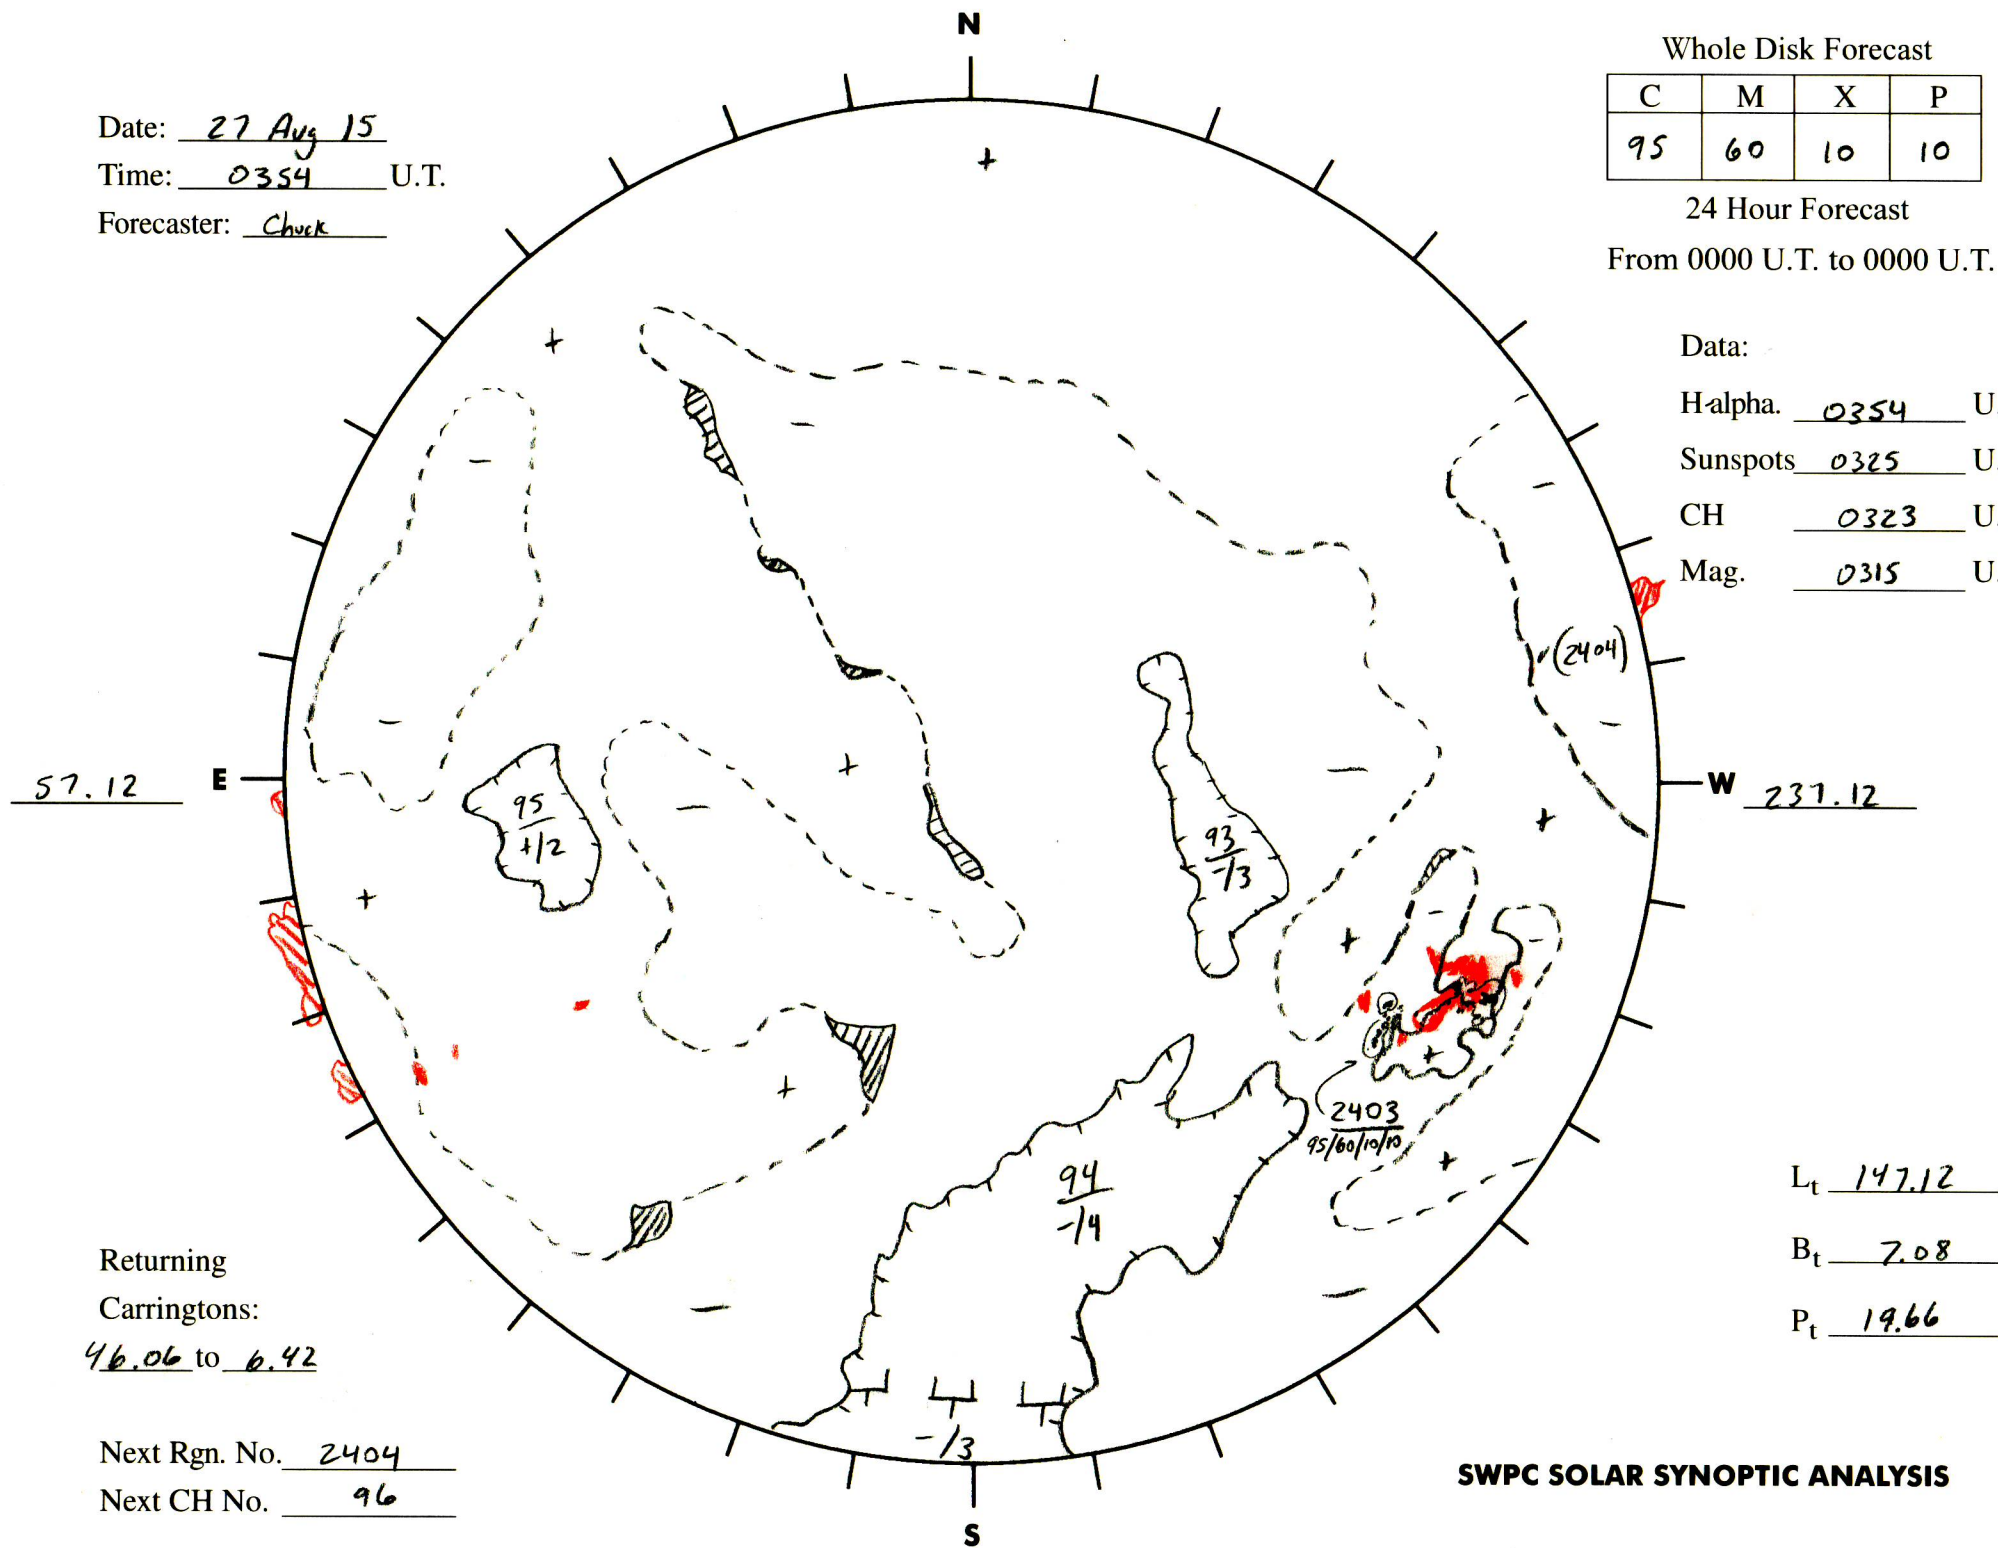 N
Whole Disk Forecast
C M X P
95 60 10 10
24 Hour Forecast
From 0000 U.T. to 0000 U.T.
Date: 27 Aug 15
Time: 0354 U.T.
Forecaster: Chuck
Data:
H-alpha. 0354 U.
Sunspots 0325 U.
CH 0323 U.
Mag. 0315 U.
(2404)
57.12 E
W 237.12
95
+/2
93
-/3
2403
95/60/10/10
94
-/4
-/3
Lt 147.12
Bt 7.08
Pt 19.66
Returning
Carringtons:
46.06 to 6.42
Next Rgn. No. 2404
Next CH No. 96
SWPC SOLAR SYNOPTIC ANALYSIS
S